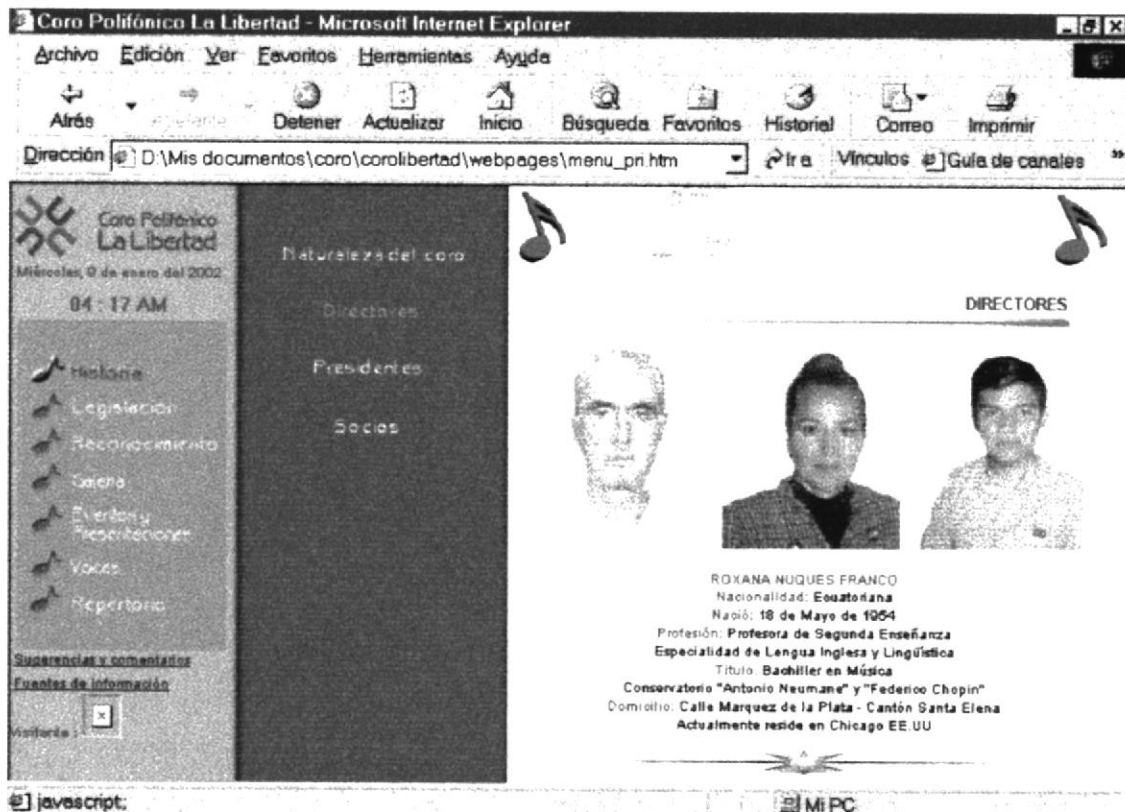 Coro Polifónico La Libertad - Microsoft Internet Explorer
Archivo Edición Ver Favoritos Herramientas Ayuda
Atrás Detener Actualizar Inicio Búsqueda Favoritos Historial Correo Imprimir
Dirección D:\Mis documentos\coro\corolibertad\webpages\menu_pri.htm Ir a Vínculos Guía de canales »
Coro Polifónico
La Libertad
Miércoles, 9 de enero del 2002
04 : 17 AM
Historia
Legislación
Reconocimiento
Galería
Eventos y
Presentaciones
Voces
Repertorio
Sugerencias y comentarios
Fuentes de información
Visitante :
Naturaleza del coro
Directores
Presidentes
Socios
DIRECTORES
ROXANA NUQUES FRANCO
Nacionalidad: Ecuatoriana
Nació: 18 de Mayo de 1954
Profesión: Profesora de Segunda Enseñanza
Especialidad de Lengua Inglesa y Lingüística
Título: Bachiller en Música
Conservatorio "Antonio Neumane" y "Federico Chopin"
Domicilio: Calle Marquez de la Plata - Cantón Santa Elena
Actualmente reside en Chicago EE.UU
javascript:
Mi PC